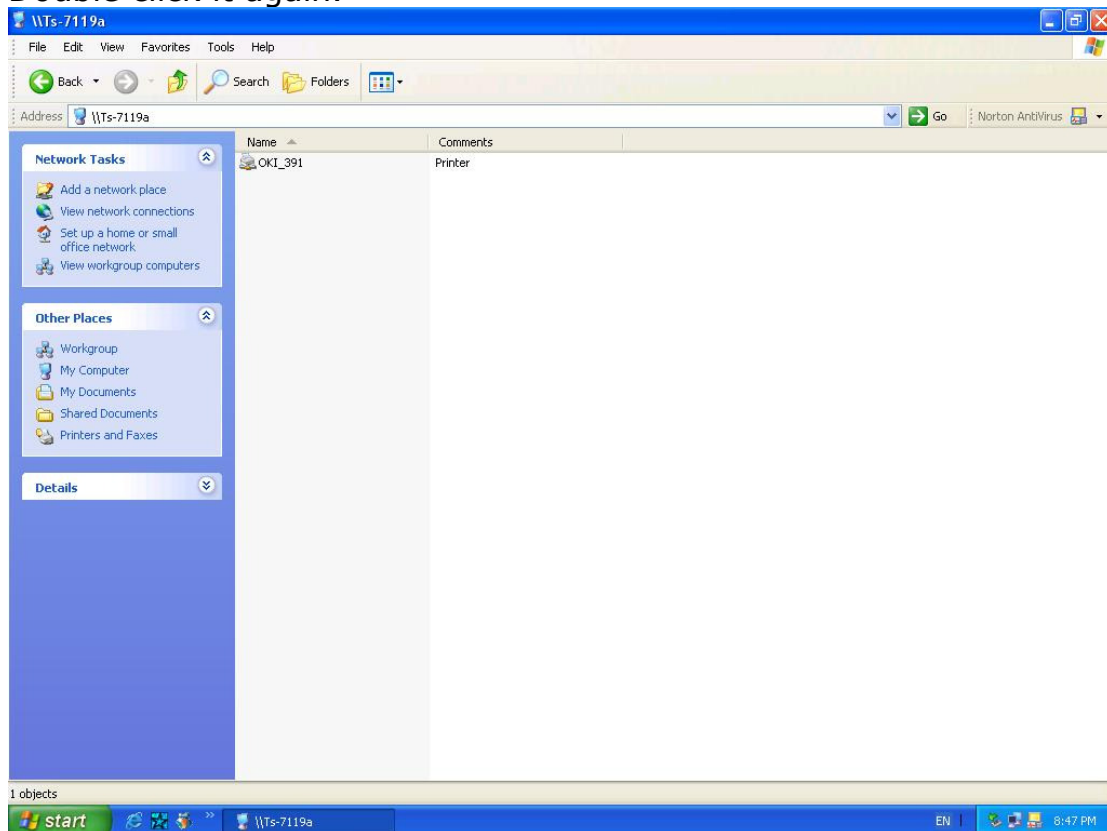 \\Ts-7119a
File Edit View Favorites Tools Help
Back Search Folders
Address \\Ts-7119a Go Norton AntiVirus
Name Comments
OKI_391 Printer
Network Tasks
Add a network place
View network connections
Set up a home or small
office network
View workgroup computers
Other Places
Workgroup
My Computer
My Documents
Shared Documents
Printers and Faxes
Details
1 objects
start \\Ts-7119a EN 8:47 PM